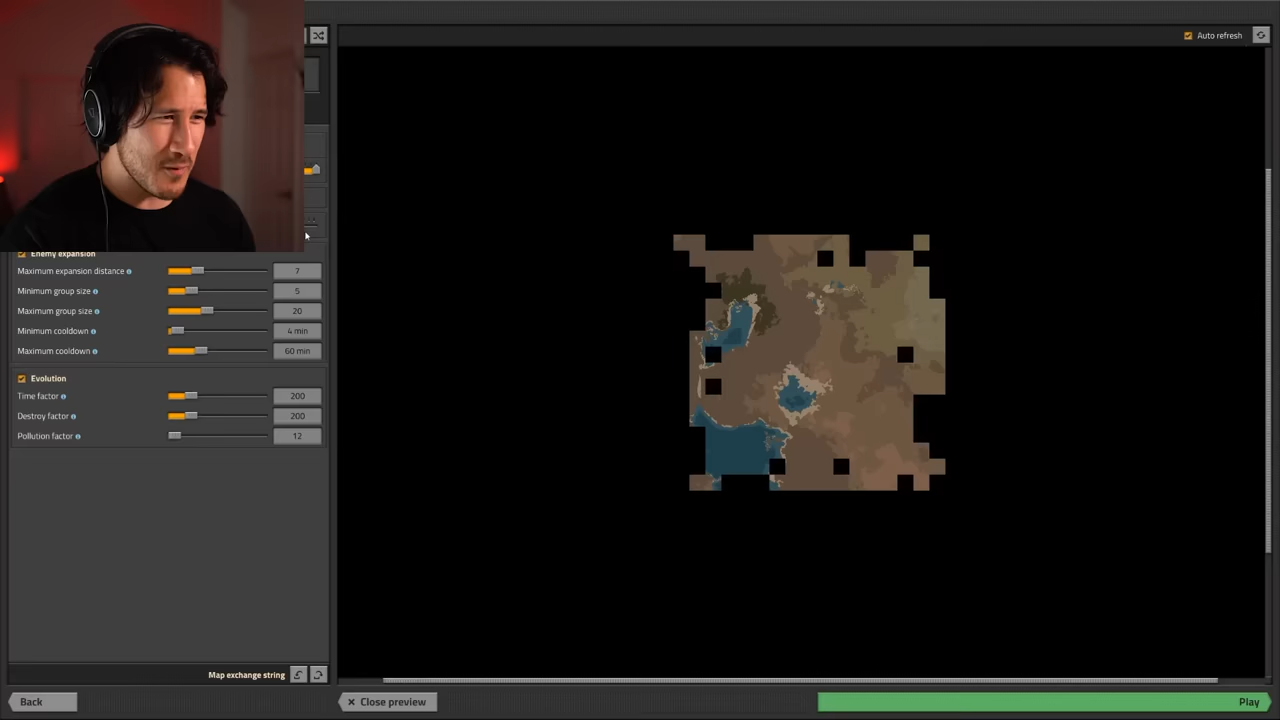 Auto refresh
Enemy expansion
Maximum expansion distance 7
Minimum group size 5
Maximum group size 20
Minimum cooldown 4 min
Maximum cooldown 60 min
Evolution
Time factor 200
Destroy factor 200
Pollution factor 12
Map exchange string
Back
Close preview
Play